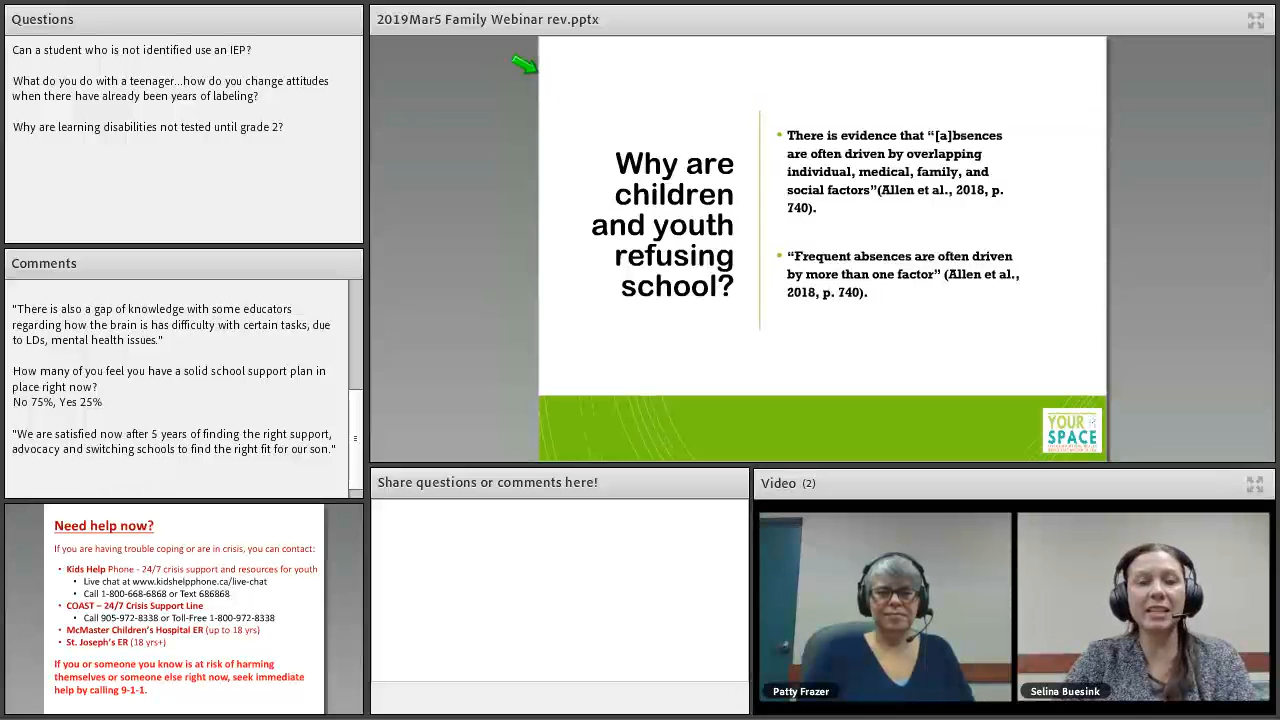 Questions
Can a student who is not identified use an IEP?
What do you do with a teenager...how do you change attitudes
when there have already been years of labeling?
Why are learning disabilities not tested until grade 2?
Comments
"There is also a gap of knowledge with some educators
regarding how the brain is has difficulty with certain tasks, due
to LDs, mental health issues."
How many of you feel you have a solid school support plan in
place right now?
No 75%, Yes 25%
"We are satisfied now after 5 years of finding the right support,
advocacy and switching schools to find the right fit for our son."
Need help now?
If you are having trouble coping or are in crisis, you can contact:
• Kids Help Phone - 24/7 crisis support and resources for youth
• Live chat at www.kidshelpphone.ca/live-chat
• Call 1-800-668-6868 or Text 686868
• COAST – 24/7 Crisis Support Line
• Call 905-972-8338 or Toll-Free 1-800-972-8338
• McMaster Children's Hospital ER (up to 18 yrs)
• St. Joseph's ER (18 yrs+)
If you or someone you know is at risk of harming
themselves or someone else right now, seek immediate
help by calling 9-1-1.
2019Mar5 Family Webinar rev.pptx
Why are
children
and youth
refusing
school?
• There is evidence that “[a]bsences
are often driven by overlapping
individual, medical, family, and
social factors”(Allen et al., 2018, p.
740).
• “Frequent absences are often driven
by more than one factor” (Allen et al.,
2018, p. 740).
YOUR
SPACE
Share questions or comments here!
Video (2)
Patty Frazer
Selina Buesink